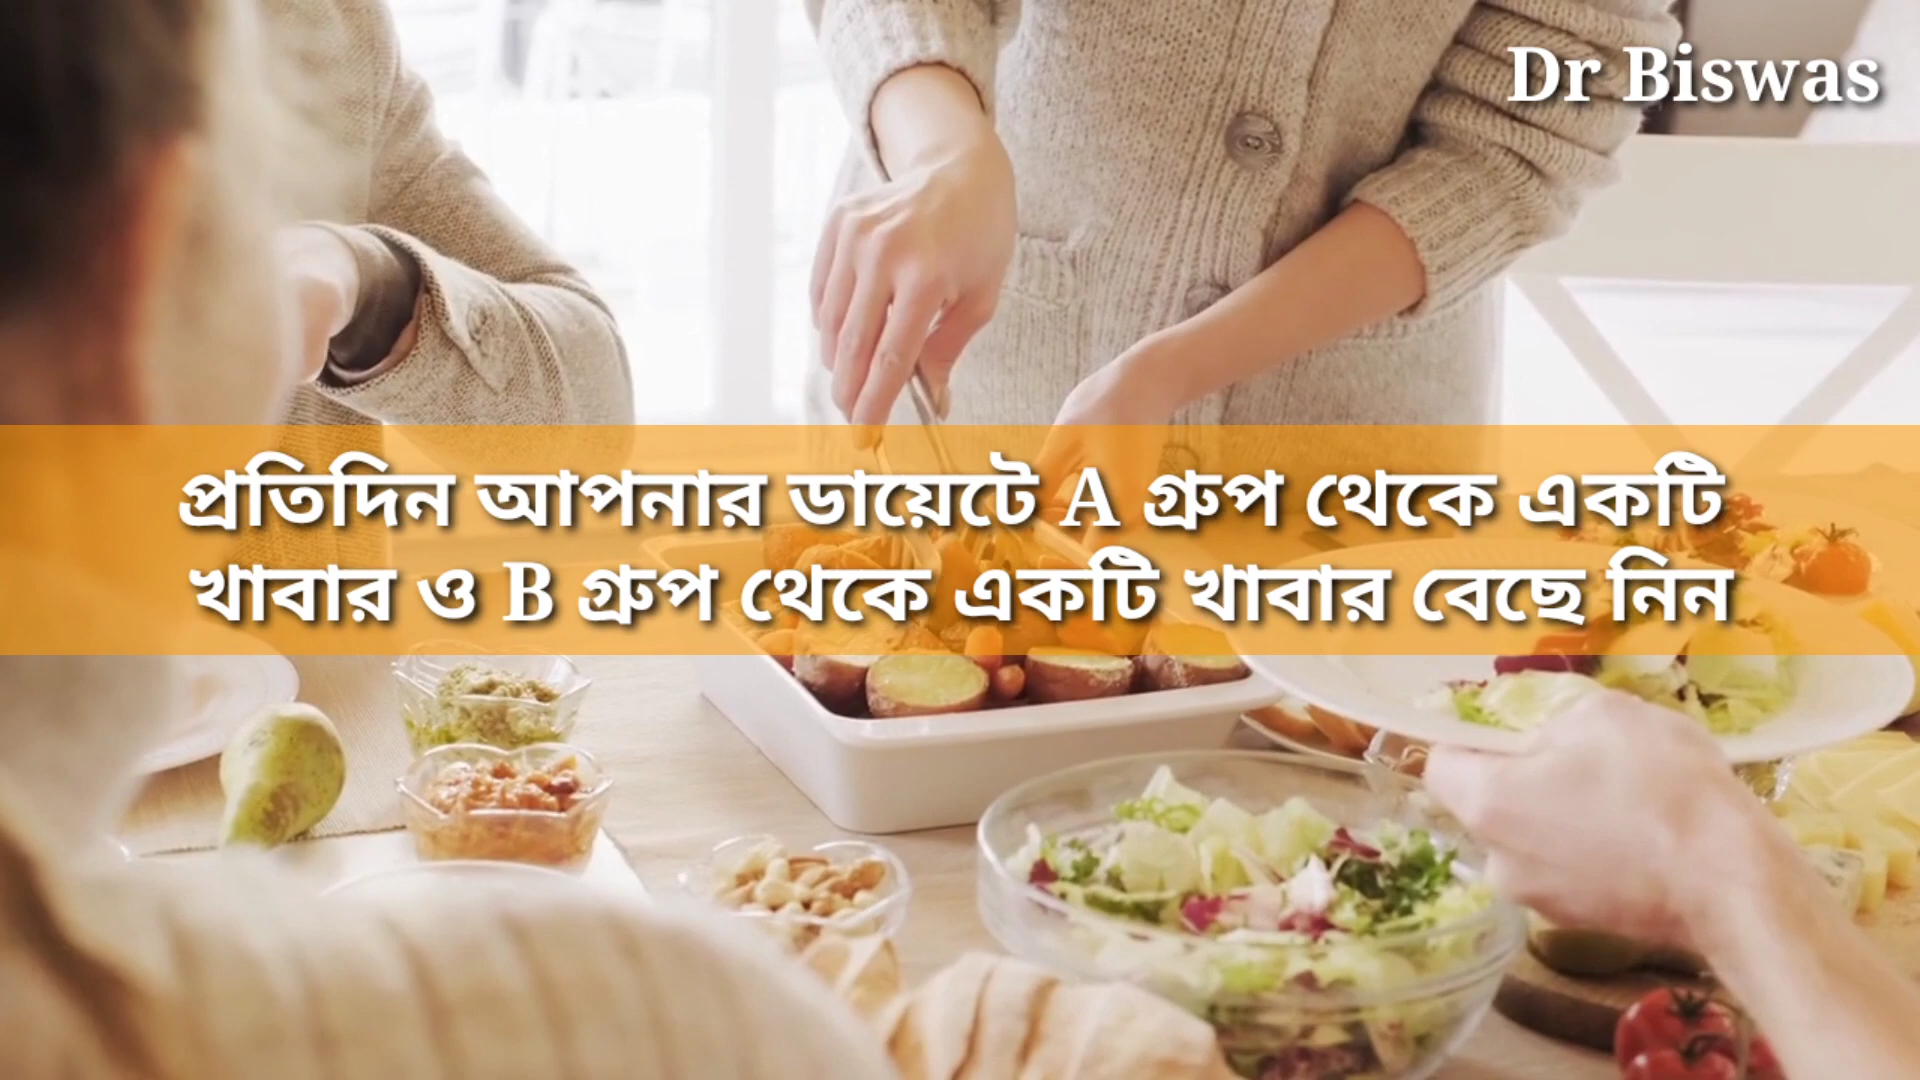 Dr Biswas
প্রতিদিন আপনার ডায়েটে A গ্রুপ থেকে একটি
খাবার ও B গ্রুপ থেকে একটি খাবার বেছে নিন